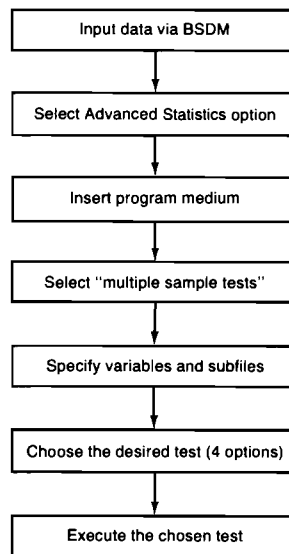 Input data via BSDM
Select Advanced Statistics option
Insert program medium
Select "multiple sample tests"
Specify variables and subfiles
Choose the desired test (4 options)
Execute the chosen test